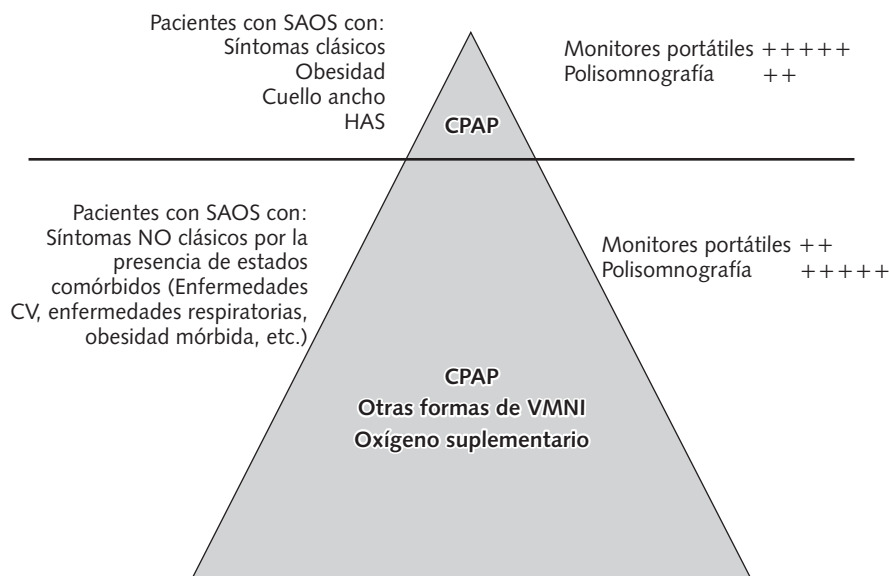 Pacientes con SAOS con:
Síntomas clásicos
Obesidad
Cuello ancho
HAS
CPAP
Monitores portátiles +++++
Polisomnografía ++
Pacientes con SAOS con:
Síntomas NO clásicos por la
presencia de estados
comórbidos (Enfermedades
CV, enfermedades respiratorias,
obesidad mórbida, etc.)
Monitores portátiles ++
Polisomnografía +++++
CPAP
Otras formas de VMNI
Oxígeno suplementario